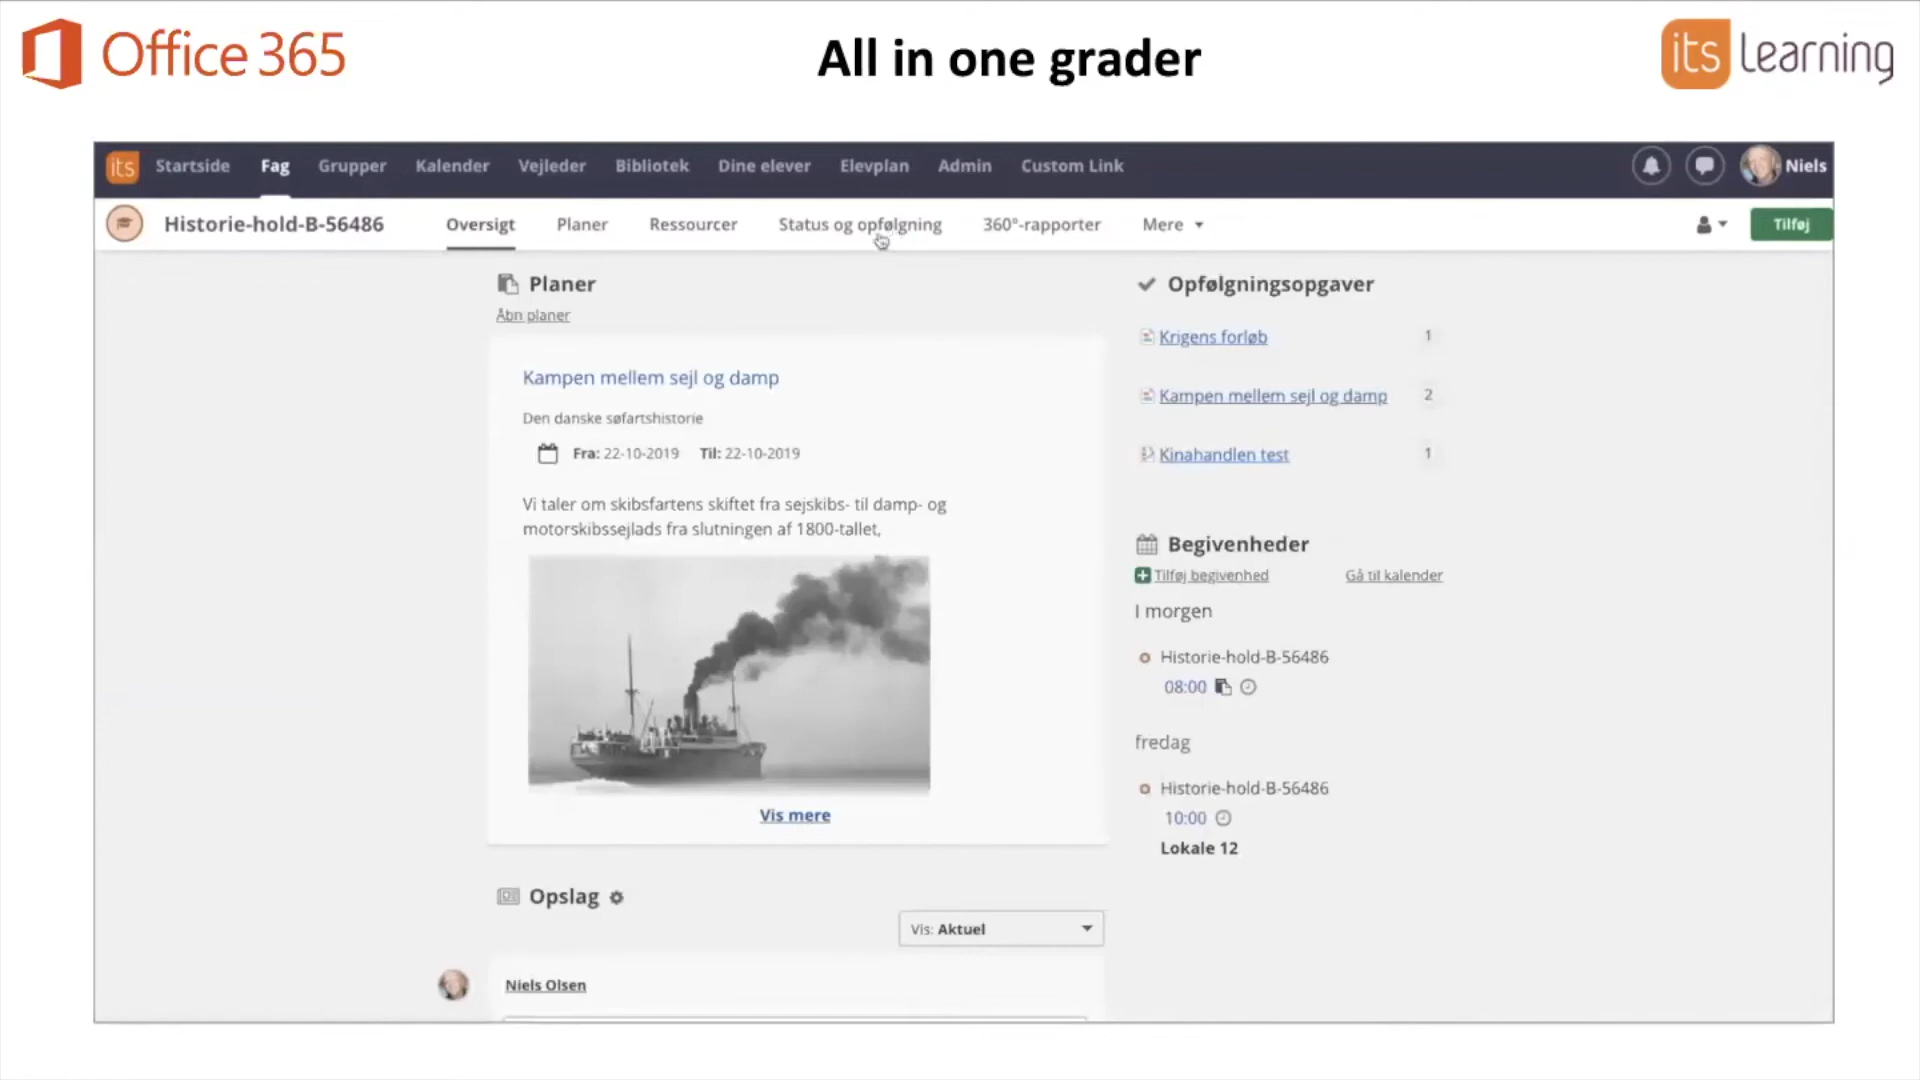 Office 365
All in one grader
its Learning
its Startside Fag Grupper Kalender Vejleder Bibliotek Dine elever Elevplan Admin Custom Link Niels
Historie-hold-B-56486 Oversigt Planer Ressourcer Status og opfølgning 360°-rapporter Mere Tilføj
Planer
Åbn planer
Kampen mellem sejl og damp
Den danske søfartshistorie
Fra: 22-10-2019 Til: 22-10-2019
Vi taler om skibsfartens skiftet fra sejskibs- til damp- og
motorskibssejlads fra slutningen af 1800-tallet,
Vis mere
Opslag
Vis: Aktuel
Niels Olsen
Opfølgningsopgaver
Krigens forløb 1
Kampen mellem sejl og damp 2
Kinahandlen test 1
Begivenheder
Tilføj begivenhed Gå til kalender
I morgen
Historie-hold-B-56486
08:00
fredag
Historie-hold-B-56486
10:00
Lokale 12